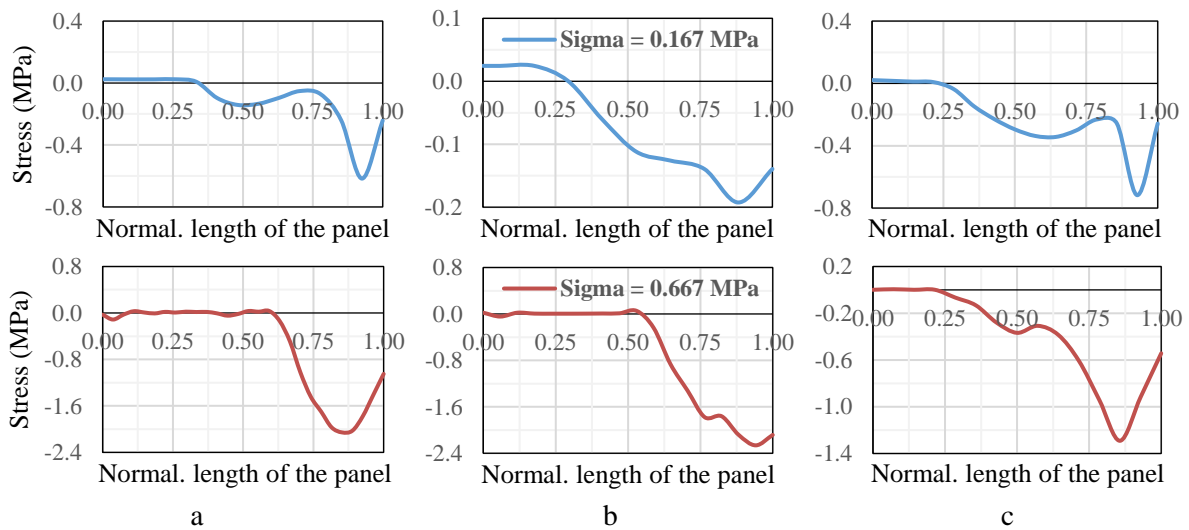 0.4
0.0
-0.4
-0.8
0.00 0.25 0.50 0.75 1.00
Stress (MPa)
Normal. length of the panel
0.1
0.0
-0.1
-0.2
0.00 0.25 0.50 0.75 1.00
Sigma = 0.167 MPa
Normal. length of the panel
0.4
0.0
-0.4
-0.8
0.00 0.25 0.50 0.75 1.00
Normal. length of the panel
0.8
0.0
-0.8
-1.6
-2.4
0.00 0.25 0.50 0.75 1.00
Stress (MPa)
Normal. length of the panel
0.8
0.0
-0.8
-1.6
-2.4
0.00 0.25 0.50 0.75 1.00
Sigma = 0.667 MPa
Normal. length of the panel
0.2
-0.2
-0.6
-1.0
-1.4
0.00 0.25 0.50 0.75 1.00
Normal. length of the panel
a b c